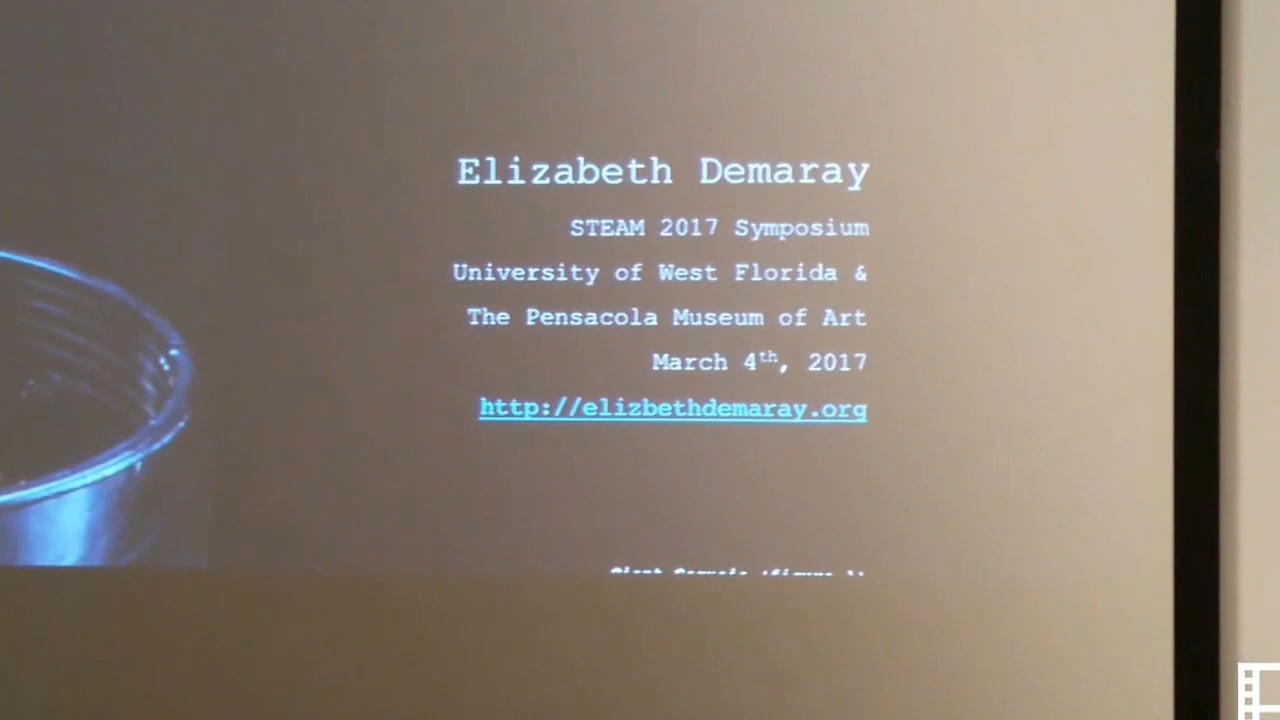 Elizabeth Demaray
STEAM 2017 Symposium
University of West Florida &
The Pensacola Museum of Art
March 4th, 2017
http://elizbethdemaray.org